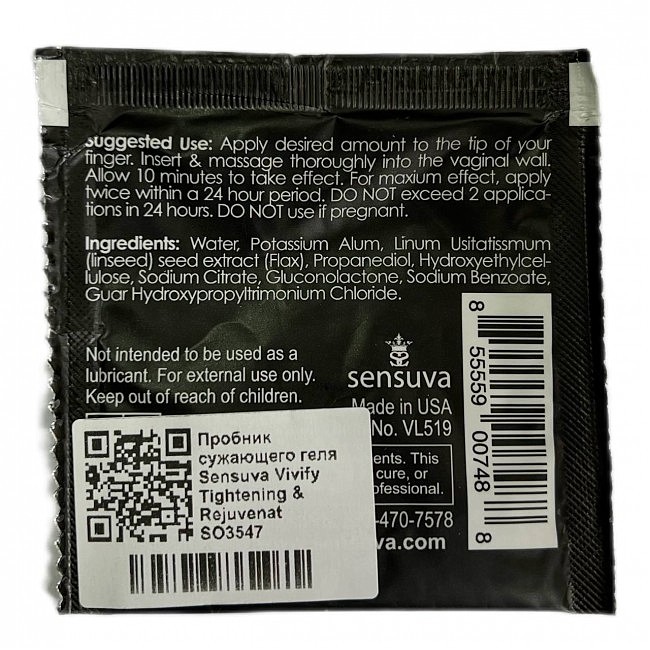 Suggested Use: Apply desired amount to the tip of your
finger. Insert & massage thoroughly into the vaginal wall.
Allow 10 minutes to take effect. For maxium effect, apply
twice within a 24 hour period. DO NOT exceed 2 applica-
tions in 24 hours. DO NOT use if pregnant.
Ingredients: Water, Potassium Alum, Linum Usitatissmum
(linseed) seed extract (Flax), Propanediol, Hydroxyethylcel-
lulose, Sodium Citrate, Gluconolactone, Sodium Benzoate,
Guar Hydroxypropyltrimonium Chloride.
Not intended to be used as a
lubricant. For external use only.
Keep out of reach of children.
sensuva
Made in USA
No. VL519
ents. This
cure, or
ofessional.
-470-7578
uva.com
8 55559 00748 8
Пробник
сужающего геля
Sensuva Vivify
Tightening &
Rejuvenat
SO3547